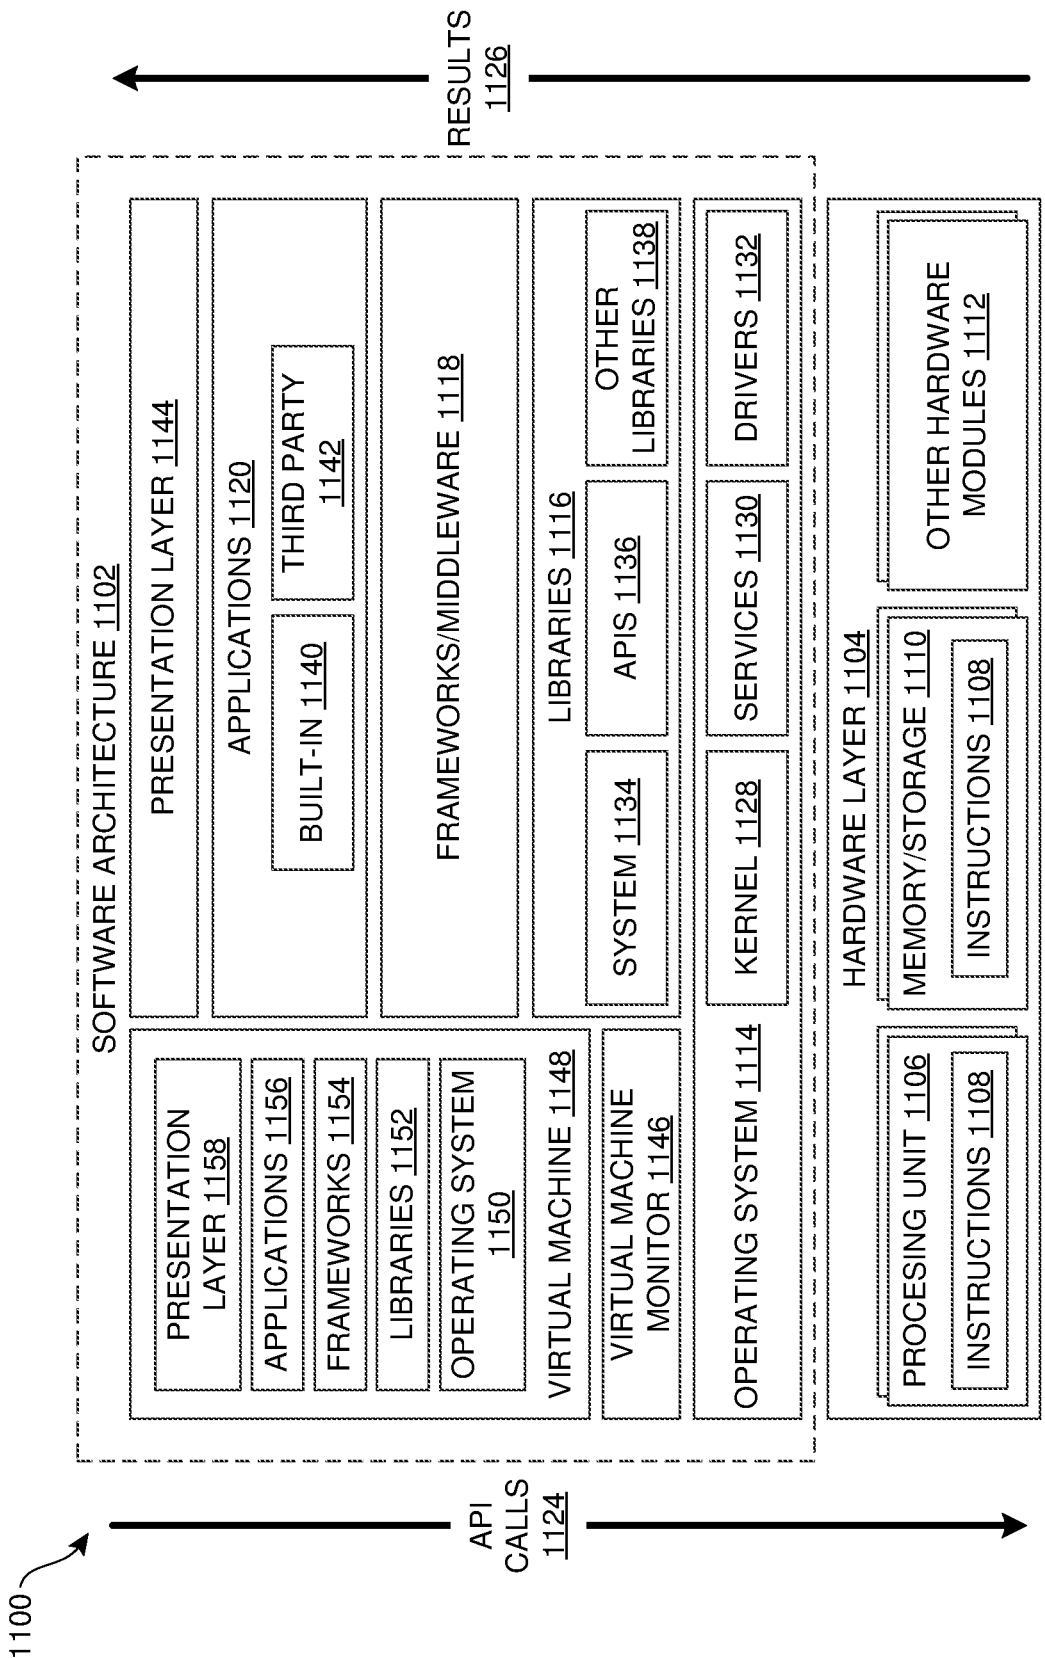 1100
SOFTWARE ARCHITECTURE 1102
PRESENTATION
LAYER 1158
APPLICATIONS 1156
FRAMEWORKS 1154
LIBRARIES 1152
OPERATING SYSTEM
1150
VIRTUAL MACHINE 1148
VIRTUAL MACHINE
MONITOR 1146
PRESENTATION LAYER 1144
APPLICATIONS 1120
BUILT-IN 1140
THIRD PARTY
1142
FRAMEWORKS/MIDDLEWARE 1118
LIBRARIES 1116
SYSTEM 1134
APIS 1136
OTHER
LIBRARIES 1138
OPERATING SYSTEM 1114
KERNEL 1128
SERVICES 1130
DRIVERS 1132
HARDWARE LAYER 1104
PROCESING UNIT 1106
INSTRUCTIONS 1108
MEMORY/STORAGE 1110
INSTRUCTIONS 1108
OTHER HARDWARE
MODULES 1112
API
CALLS
1124
RESULTS
1126